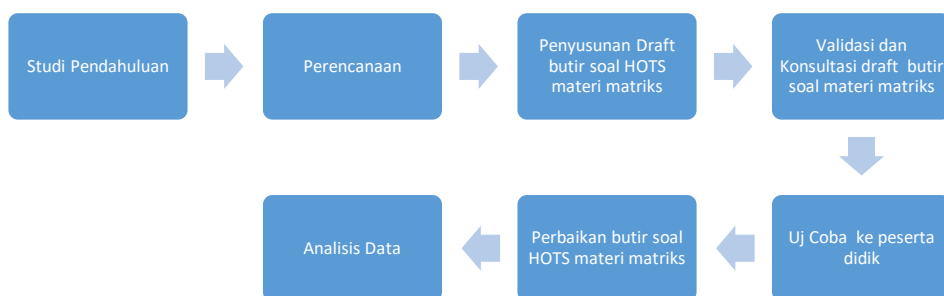 Studi Pendahuluan
Perencanaan
Penyusunan Draft
butir soal HOTS
materi matriks
Validasi dan
Konsultasi draft butir
soal materi matriks
Uj Coba ke peserta
didik
Perbaikan butir soal
HOTS materi matriks
Analisis Data